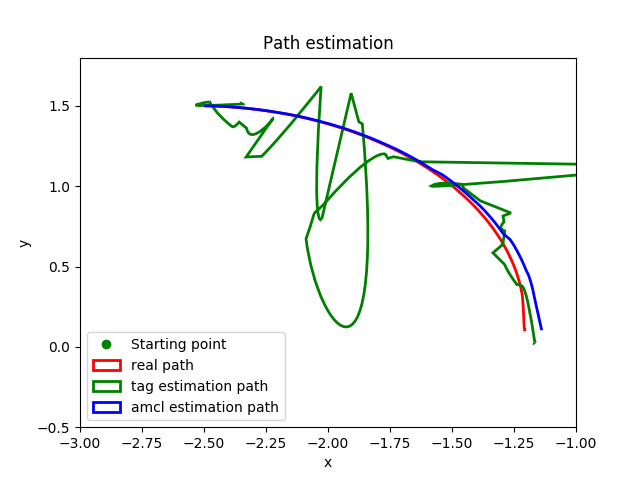 Path estimation
1.5
1.0
0.5
0.0
−0.5
y
Starting point
real path
tag estimation path
amcl estimation path
−3.00 −2.75 −2.50 −2.25 −2.00 −1.75 −1.50 −1.25 −1.00
x